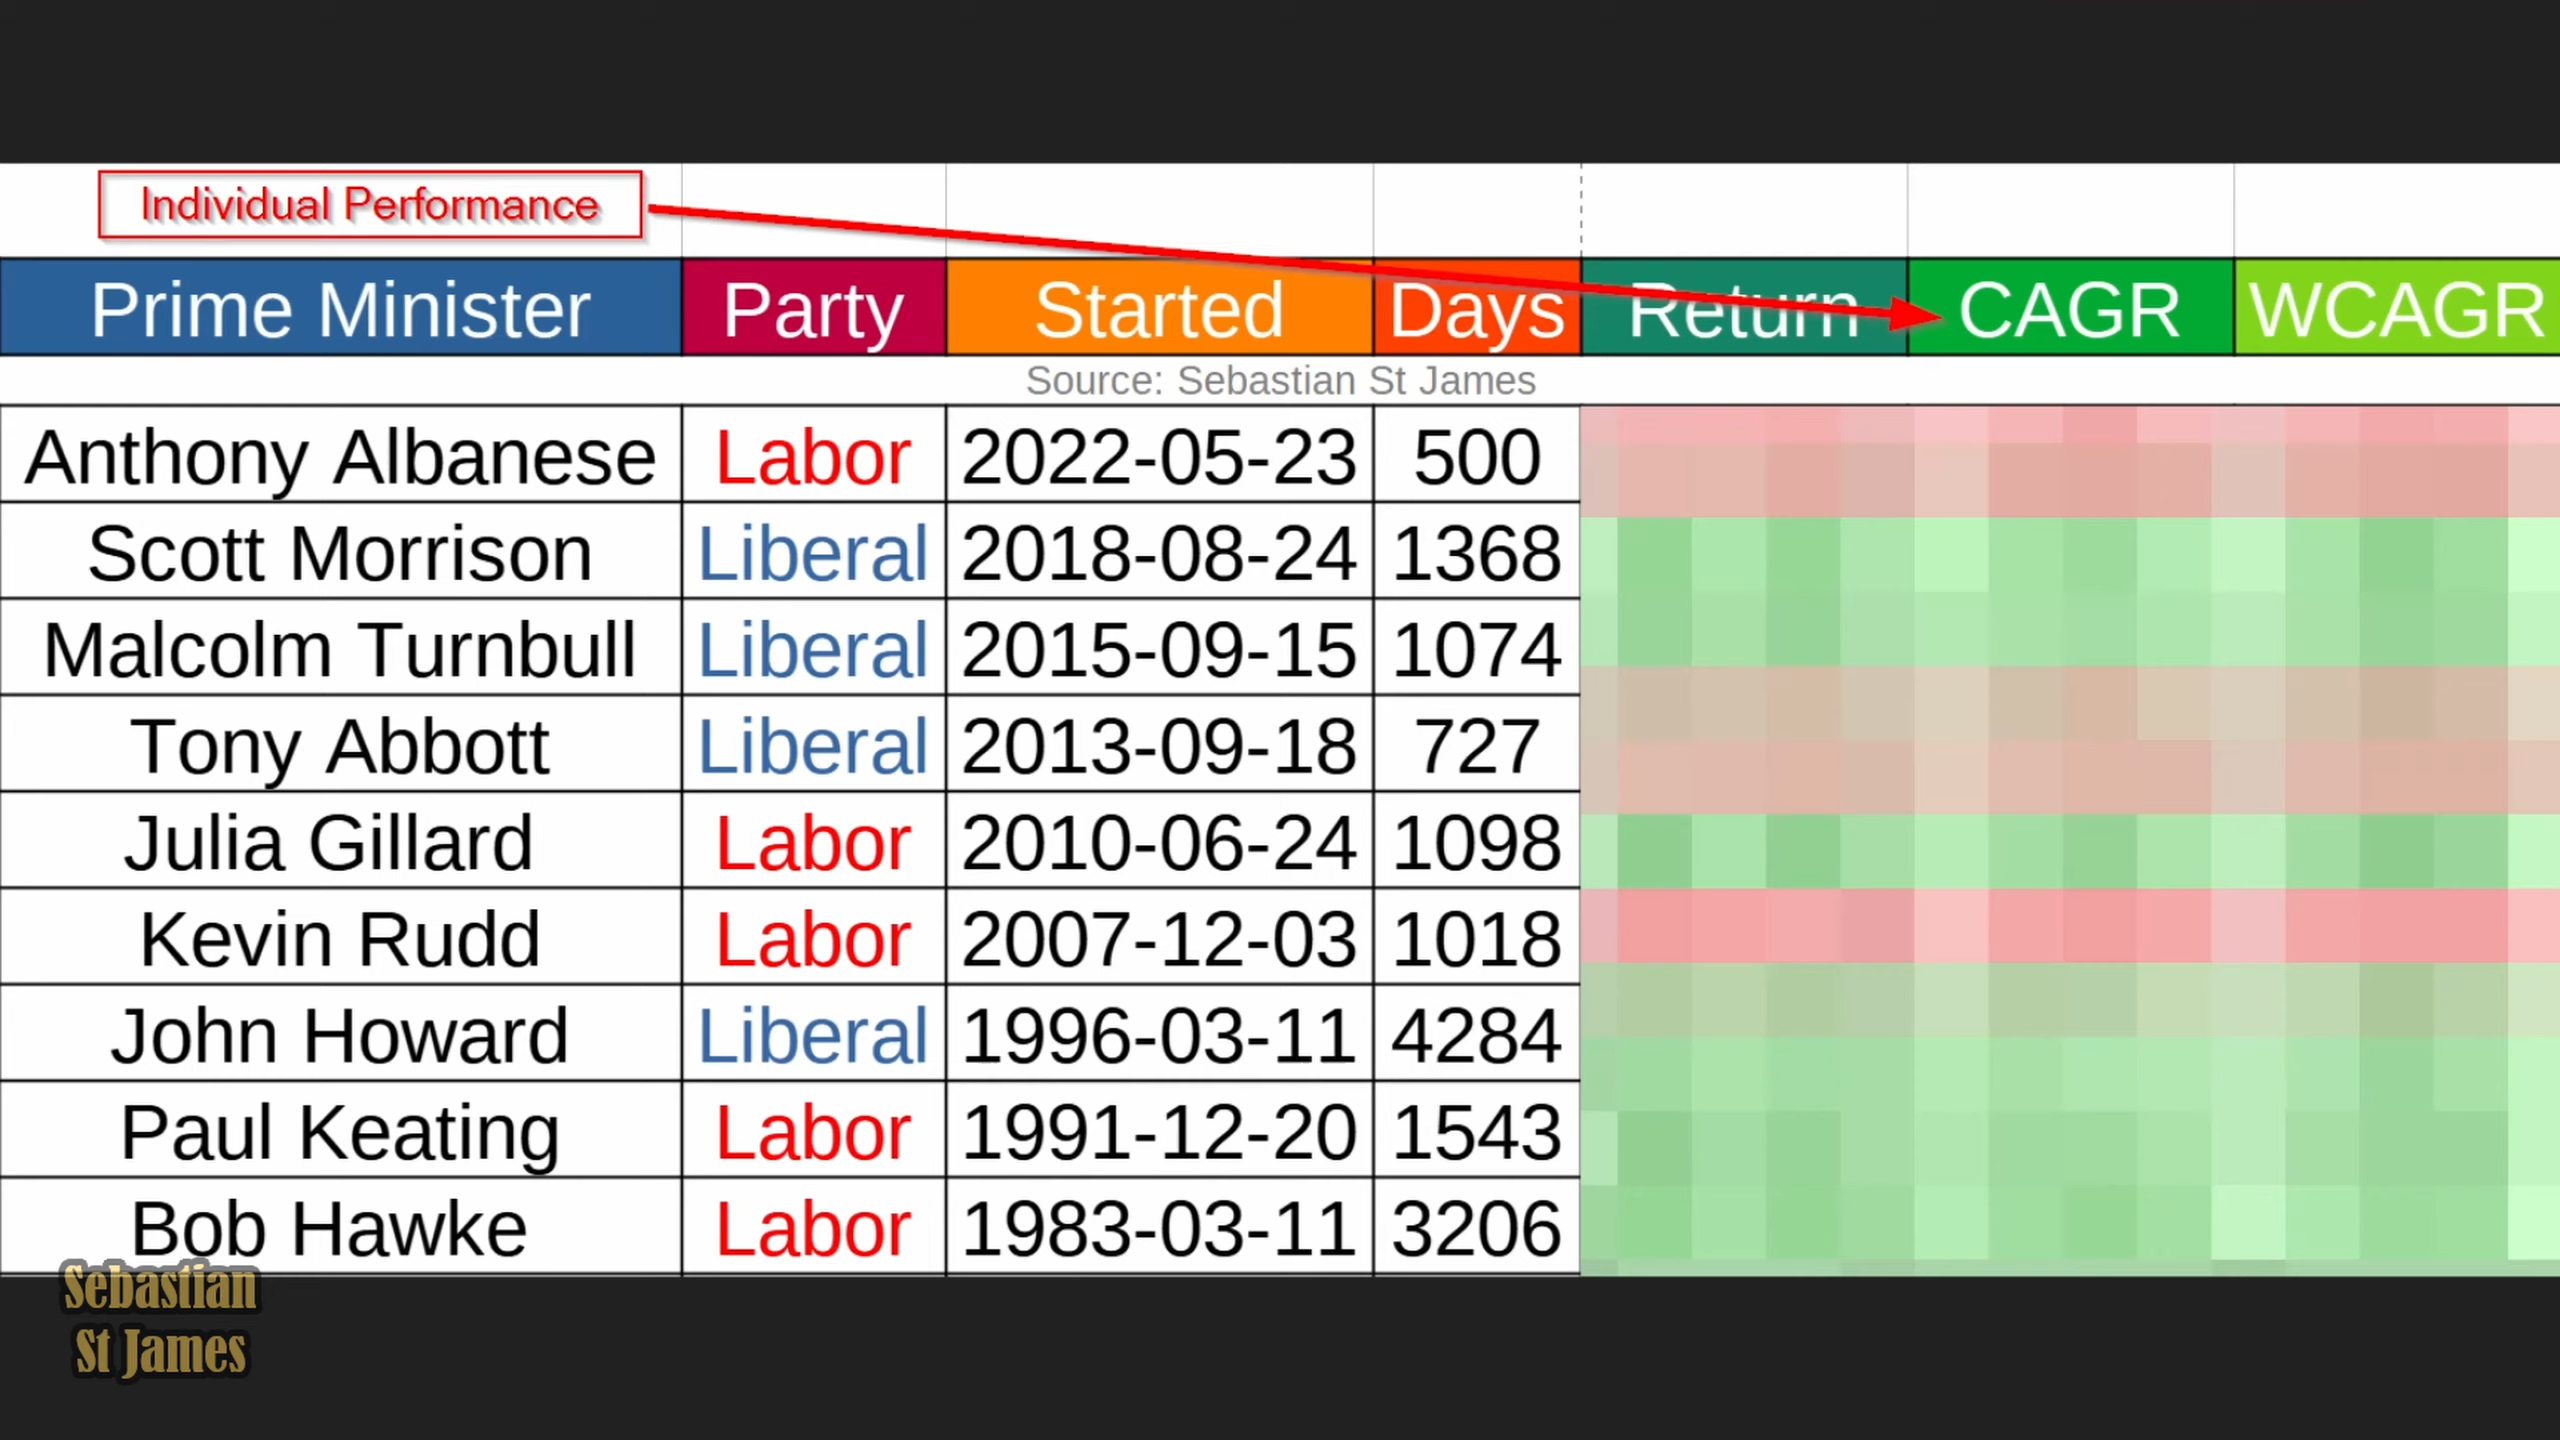 Individual Performance
Prime Minister Party Started Days Return CAGR WCAGR
Source: Sebastian St James
Anthony Albanese Labor 2022-05-23 500
Scott Morrison Liberal 2018-08-24 1368
Malcolm Turnbull Liberal 2015-09-15 1074
Tony Abbott Liberal 2013-09-18 727
Julia Gillard Labor 2010-06-24 1098
Kevin Rudd Labor 2007-12-03 1018
John Howard Liberal 1996-03-11 4284
Paul Keating Labor 1991-12-20 1543
Bob Hawke Labor 1983-03-11 3206
Sebastian
St James